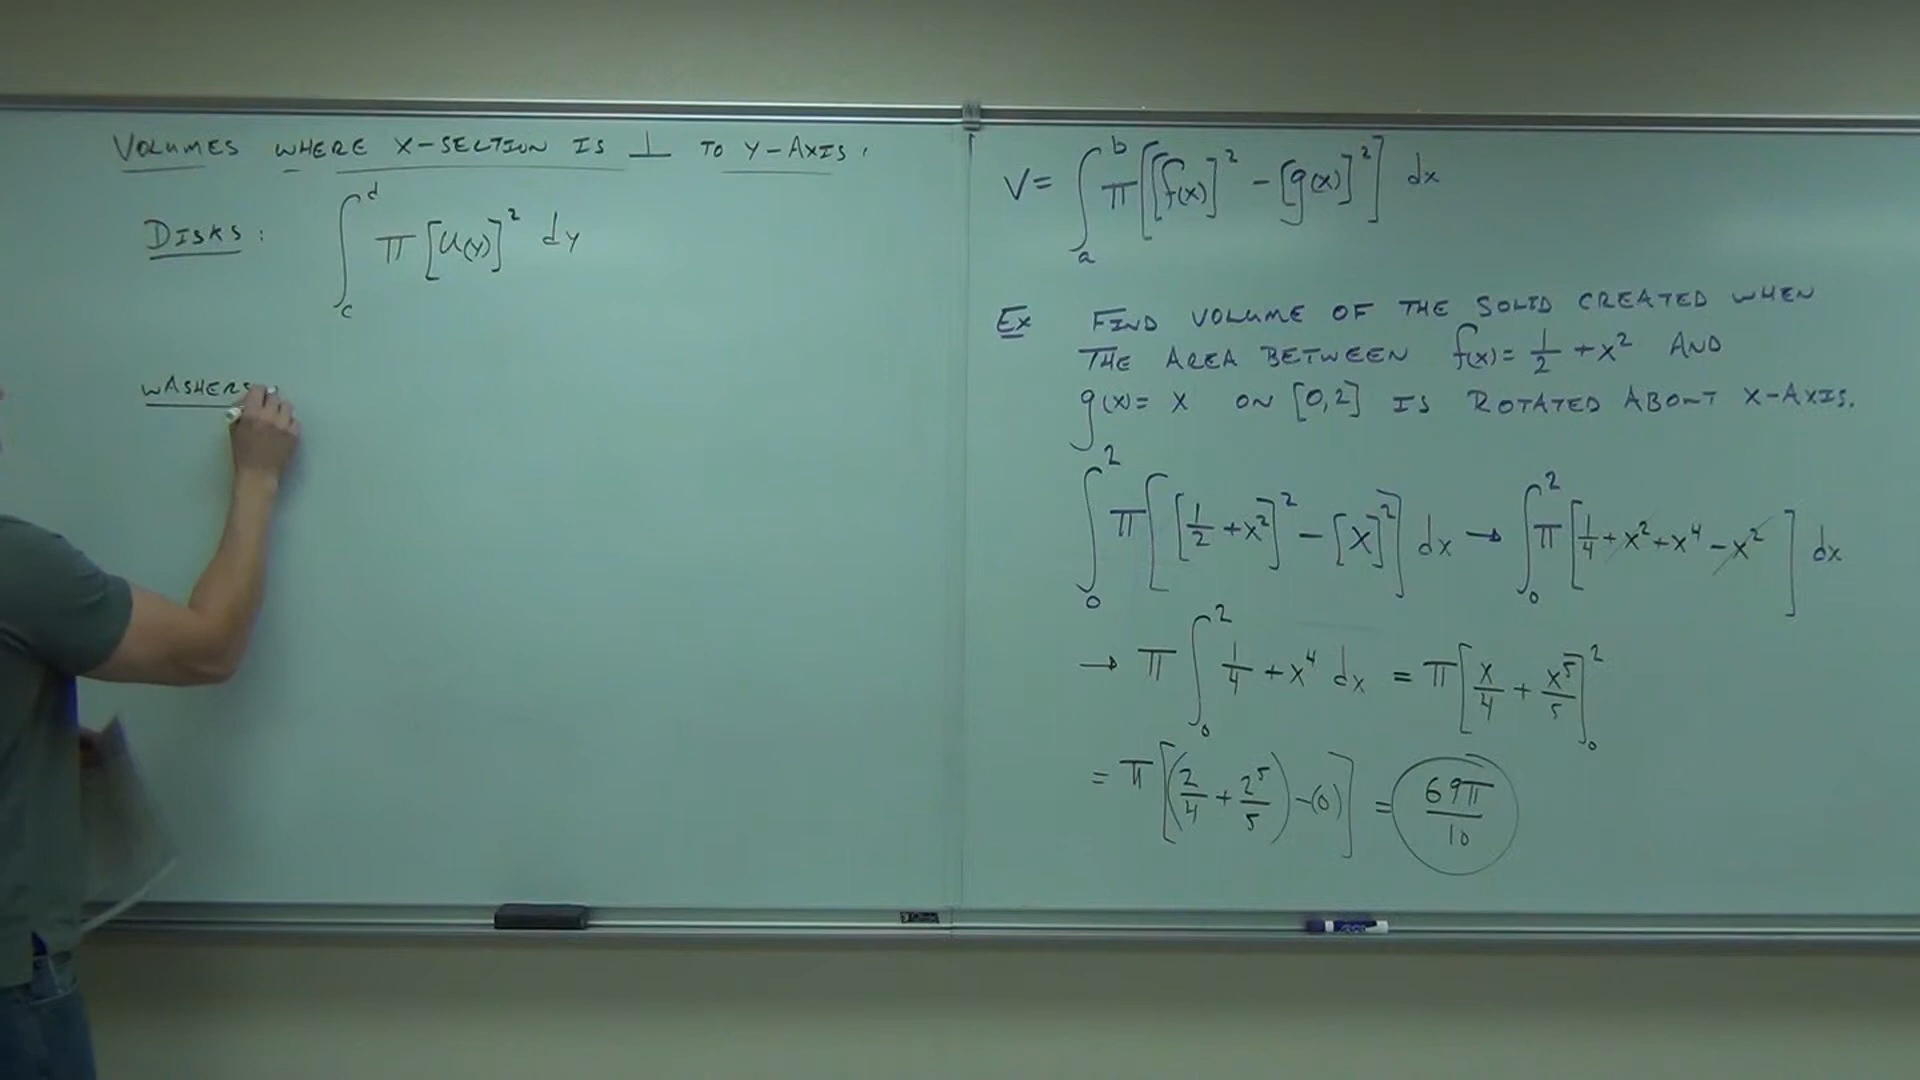 VOLUMES WHERE X-SECTION IS ⊥ TO Y-AXIS.
DISKS: ∫_c^d π [u(y)]² dy
WASHERS
V = ∫_a^b π [[f(x)]² - [g(x)]²] dx
Ex FIND VOLUME OF THE SOLID CREATED WHEN
THE AREA BETWEEN f(x) = 1/2 + x² AND
g(x) = x ON [0,2] IS ROTATED ABOUT X-AXIS.
∫_0^2 π [[1/2 + x²]² - [x]²] dx → ∫_0^2 π [1/4 + x² + x⁴ - x²] dx
→ π ∫_0^2 1/4 + x⁴ dx = π [x/4 + x⁵/5]_0^2
= π [(2/4 + 2⁵/5) - (0)] = 69π/10